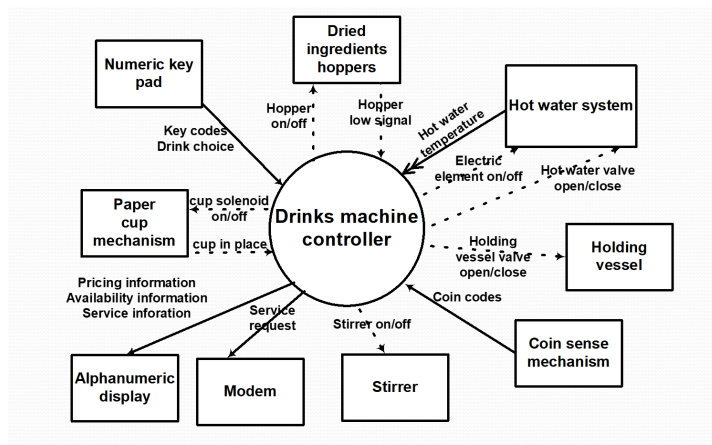 Dried
ingredients
hoppers
Numeric key
pad
Hot water system
Hopper
on/off
Hopper
low signal
Hot water
temperature
Key codes
Drink choice
Electric
element on/off
Hot water valve
open/close
Paper
cup
mechanism
cup solenoid
on/off
cup in place
Drinks machine
controller
Holding
vessel valve
open/close
Holding
vessel
Pricing information
Availability information
Service inforation
Service
request
Stirrer on/off
Coin codes
Coin sense
mechanism
Alphanumeric
display
Modem
Stirrer